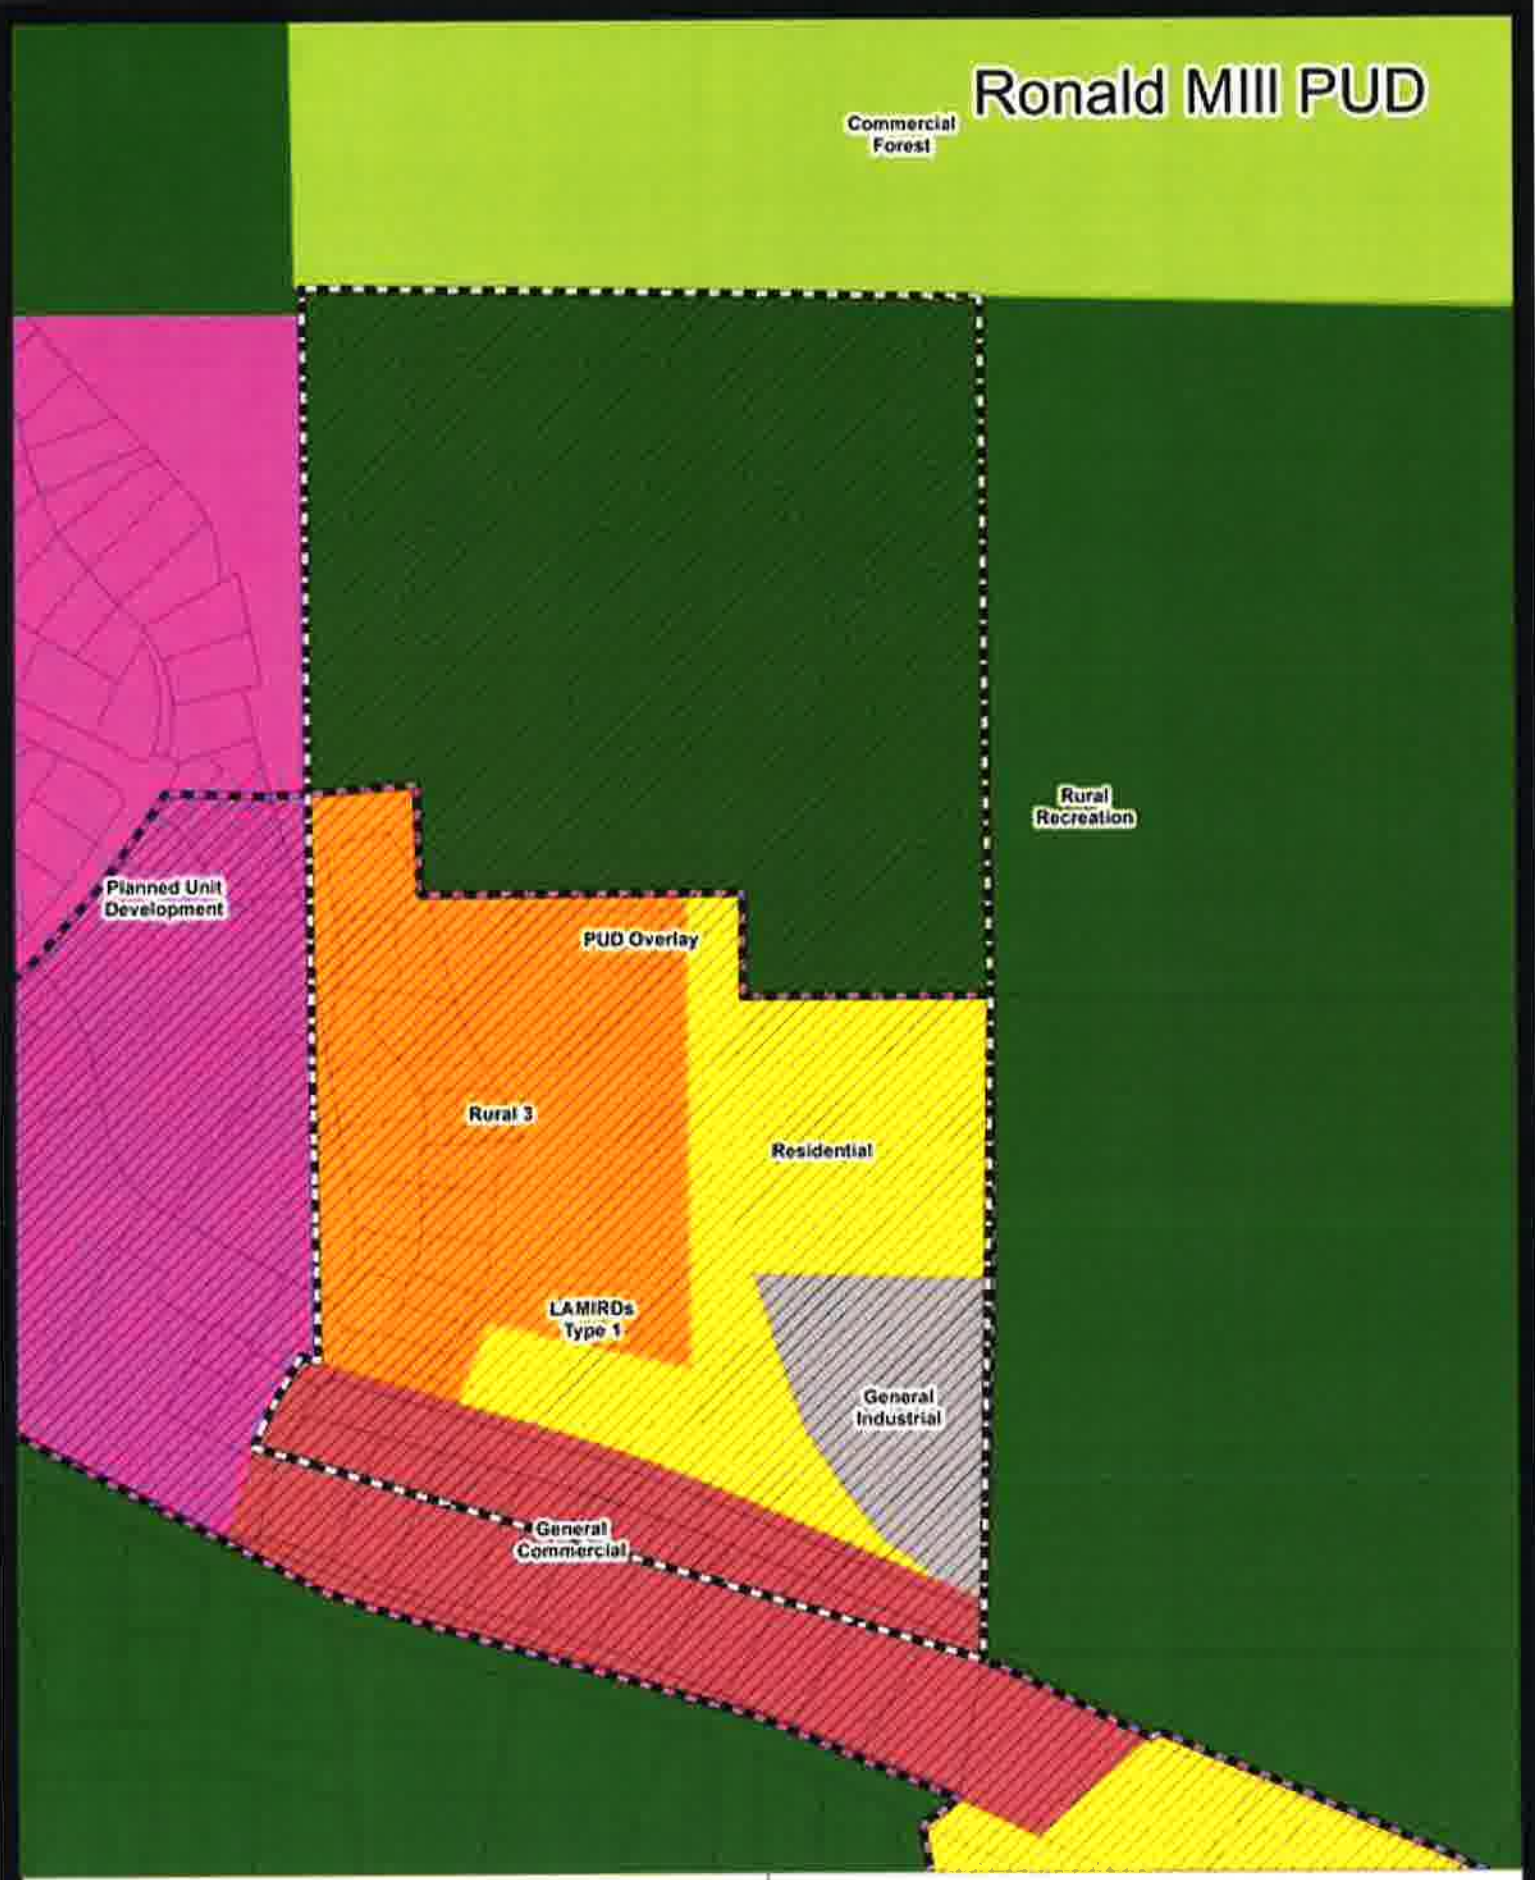 Ronald MIll PUD
Commercial
Forest
Rural
Recreation
Planned Unit
Development
PUD Overlay
Rural 3
Residential
LAMIRDs
Type 1
General
Industrial
General
Commercial